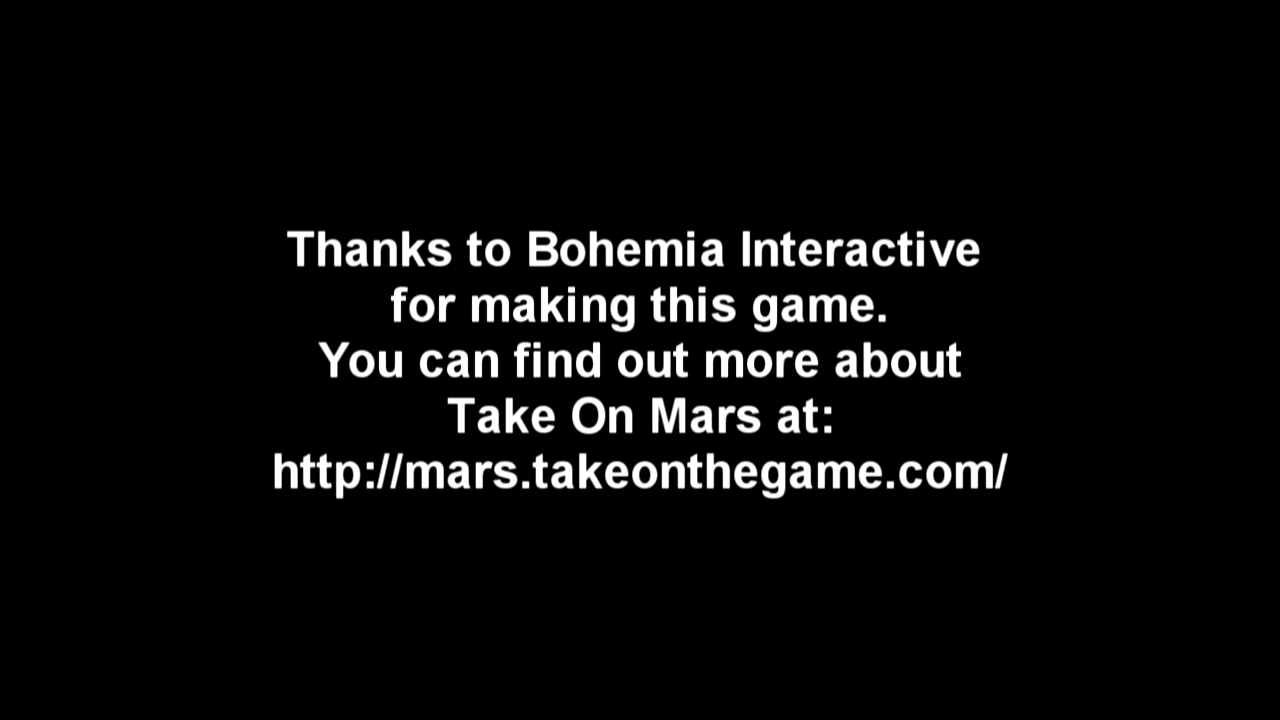 Thanks to Bohemia Interactive
for making this game.
You can find out more about
Take On Mars at:
http://mars.takeonthegame.com/